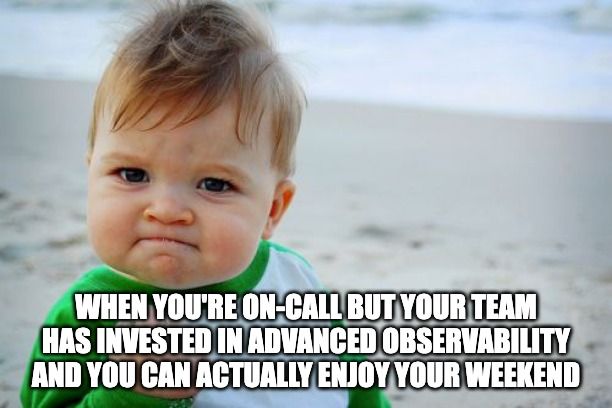 WHEN YOU'RE ON-CALL BUT YOUR TEAM
HAS INVESTED IN ADVANCED OBSERVABILITY
AND YOU CAN ACTUALLY ENJOY YOUR WEEKEND